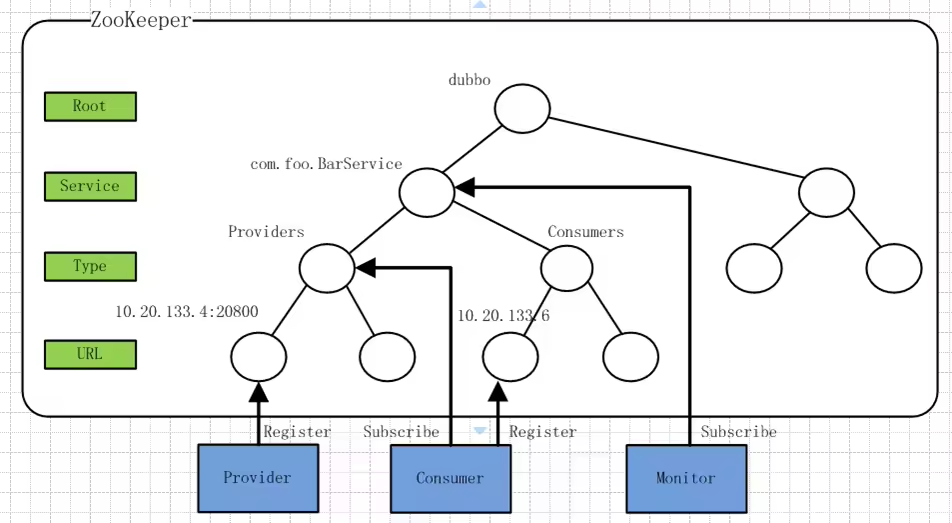 ZooKeeper
dubbo
Root
com.foo.BarService
Service
Providers
Consumers
Type
10.20.133.4:20800
10.20.133.6
URL
Register
Subscribe
Register
Subscribe
Provider
Consumer
Monitor